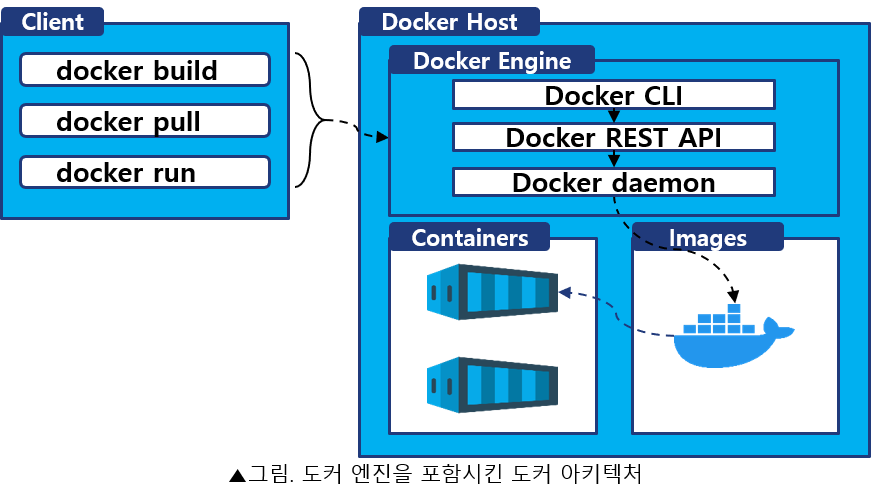 Client
docker build
docker pull
docker run
Docker Host
Docker Engine
Docker CLI
Docker REST API
Docker daemon
Containers
Images
▲그림. 도커 엔진을 포함시킨 도커 아키텍처